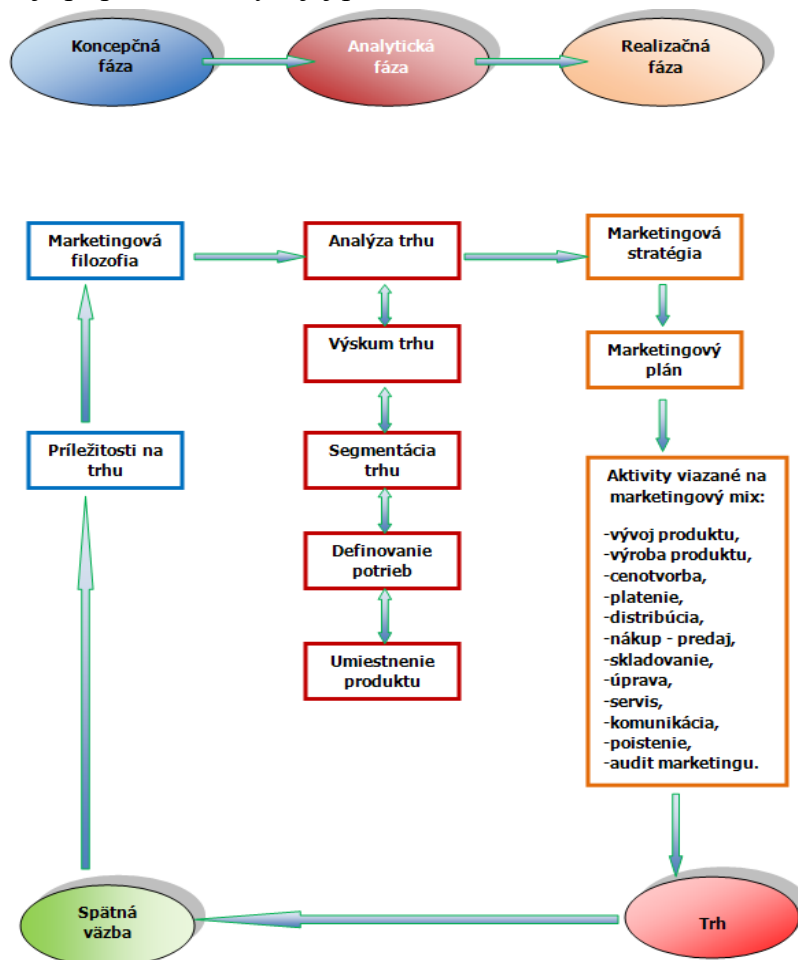 Koncepčná
fáza
Analytická
fáza
Realizačná
fáza
Marketingová
filozofia
Analýza trhu
Marketingová
stratégia
Výskum trhu
Marketingový
plán
Príležitosti na
trhu
Segmentácia
trhu
Aktivity viazané na
marketingový mix:
-vývoj produktu,
-výroba produktu,
-cenotvorba,
-platenie,
-distribúcia,
-nákup - predaj,
-skladovanie,
-úprava,
-servis,
-komunikácia,
-poistenie,
-audit marketingu.
Definovanie
potrieb
Umiestnenie
produktu
Spätná
väzba
Trh